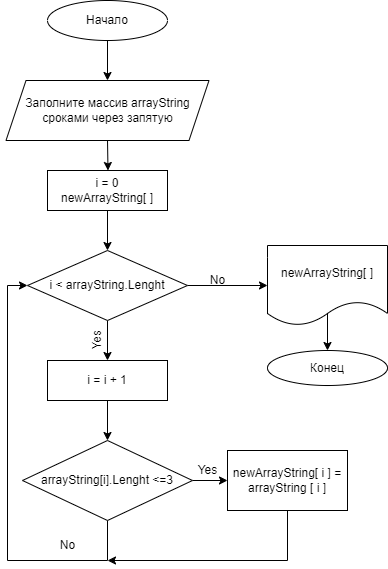 Начало
Заполните массив arrayString
сроками через запятую
i = 0
newArrayString[ ]
i < arrayString.Lenght
No
newArrayString[ ]
Yes
i = i + 1
Конец
arrayString[i].Lenght <=3
Yes
newArrayString[ i ] =
arrayString [ i ]
No